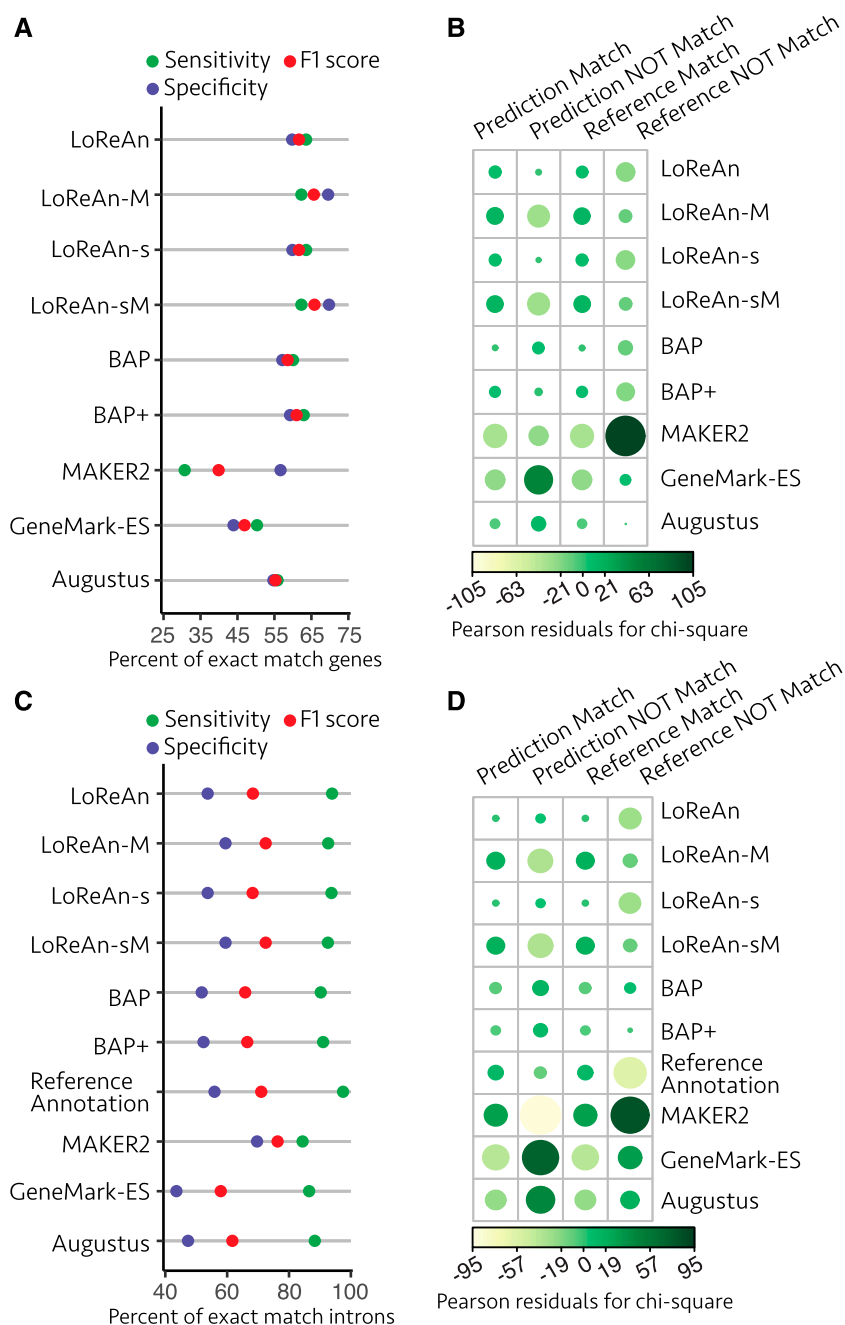 A
Sensitivity F1 score
Specificity
LoReAn
LoReAn-M
LoReAn-s
LoReAn-sM
BAP
BAP+
MAKER2
GeneMark-ES
Augustus
25 35 45 55 65 75
Percent of exact match genes
B
Prediction Match
Prediction NOT Match
Reference Match
Reference NOT Match
LoReAn
LoReAn-M
LoReAn-s
LoReAn-sM
BAP
BAP+
MAKER2
GeneMark-ES
Augustus
-105 -63 -21 0 21 63 105
Pearson residuals for chi-square
C
Sensitivity F1 score
Specificity
LoReAn
LoReAn-M
LoReAn-s
LoReAn-sM
BAP
BAP+
Reference
Annotation
MAKER2
GeneMark-ES
Augustus
40 60 80 100
Percent of exact match introns
D
Prediction Match
Prediction NOT Match
Reference Match
Reference NOT Match
LoReAn
LoReAn-M
LoReAn-s
LoReAn-sM
BAP
BAP+
Reference
Annotation
MAKER2
GeneMark-ES
Augustus
-95 -57 -19 0 19 57 95
Pearson residuals for chi-square